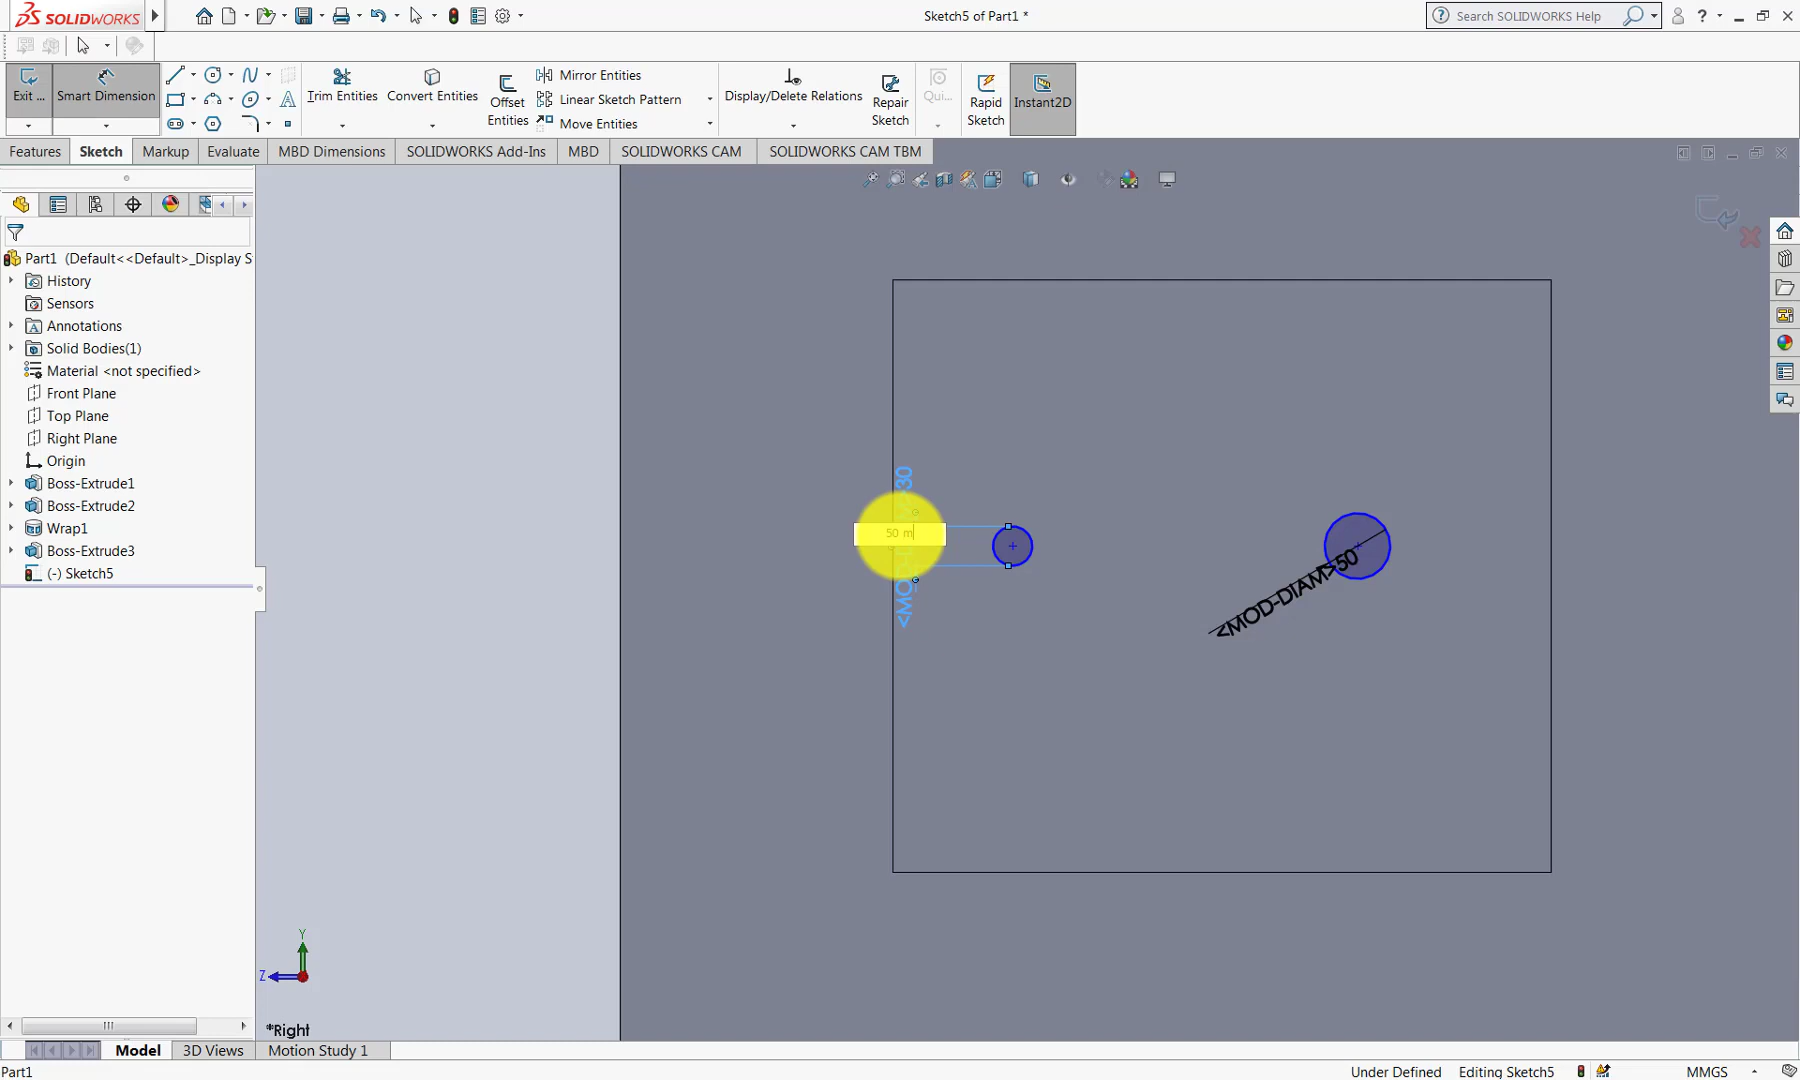 SOLIDWORKS
Sketch5 of Part1 *
Search SOLIDWORKS Help
Exit ...
Smart Dimension
Trim Entities
Convert Entities
Offset Entities
Mirror Entities
Linear Sketch Pattern
Move Entities
Display/Delete Relations
Repair Sketch
Qui...
Rapid Sketch
Instant2D
Features
Sketch
Markup
Evaluate
MBD Dimensions
SOLIDWORKS Add-Ins
MBD
SOLIDWORKS CAM
SOLIDWORKS CAM TBM
Part1 (Default<<Default>_Display S
History
Sensors
Annotations
Solid Bodies(1)
Material <not specified>
Front Plane
Top Plane
Right Plane
Origin
Boss-Extrude1
Boss-Extrude2
Wrap1
Boss-Extrude3
(-) Sketch5
50 m
<MOD-DIAM>50
Y
Z
*Right
Model
3D Views
Motion Study 1
Part1
Under Defined
Editing Sketch5
MMGS